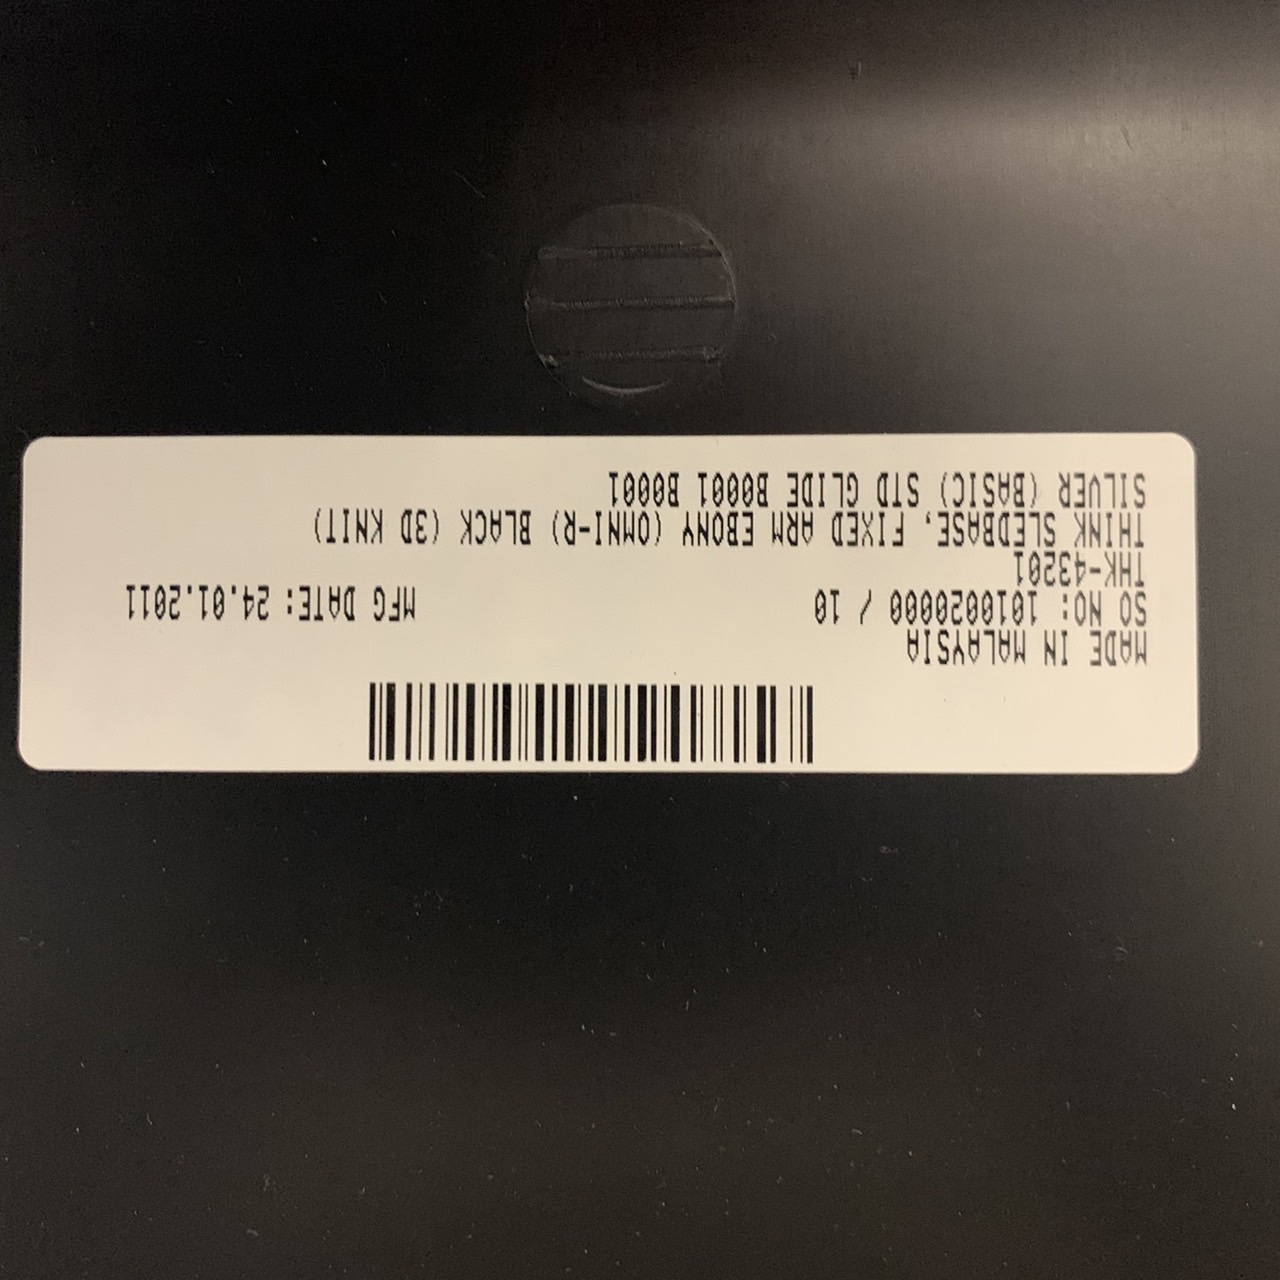 MADE IN MALAYSIA
SO NO: 1010020000 / 10 MFG DATE: 24.01.2011
THK-43201
THINK SLEDBASE, FIXED ARM EBONY (OMNI-R) BLACK (3D KNIT)
SILVER (BASIC) STD GLIDE B0001 B0001